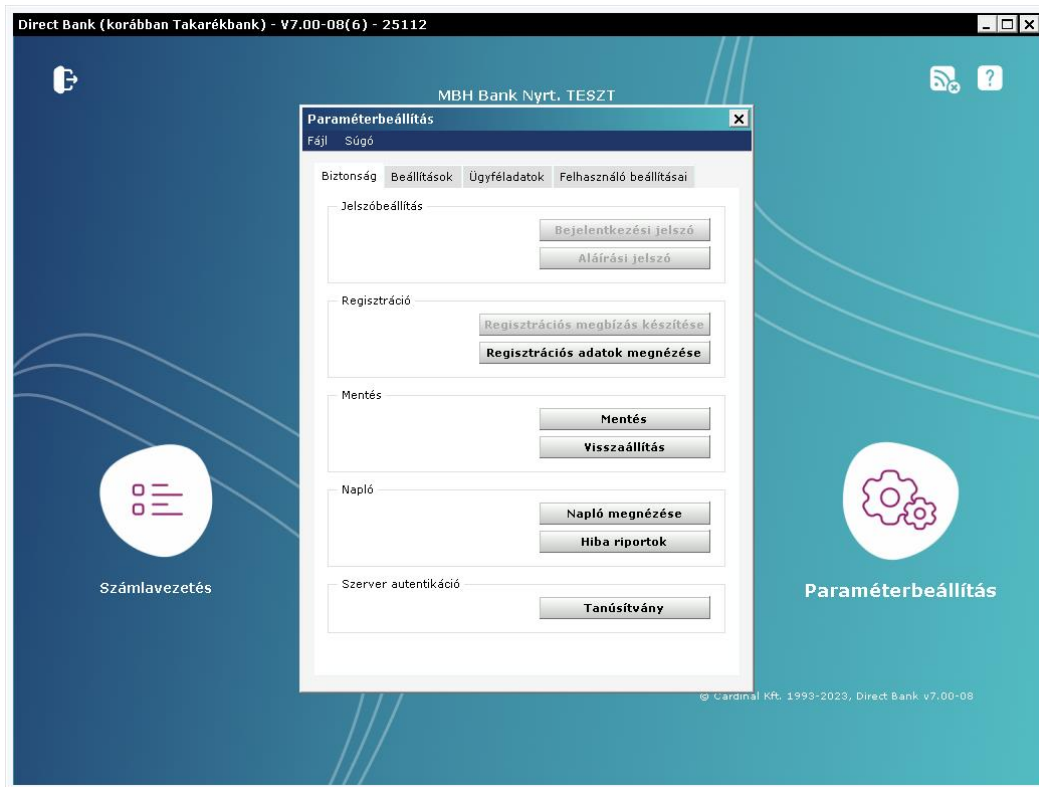 Direct Bank (korábban Takarékbank) - V7.00-08(6) - 25112
MBH Bank Nyrt. TESZT
Paraméterbeállítás
Fájl Súgó
Biztonság Beállítások Ügyféladatok Felhasználó beállításai
Jelszóbeállítás
Bejelentkezési jelszó
Aláírási jelszó
Regisztráció
Regisztrációs megbízás készítése
Regisztrációs adatok megnézése
Mentés
Mentés
Visszaállítás
Napló
Napló megnézése
Hiba riportok
Szerver autentikáció
Tanúsítvány
Számlavezetés
Paraméterbeállítás
© Cardinal Kft. 1993-2023, Direct Bank v7.00-08